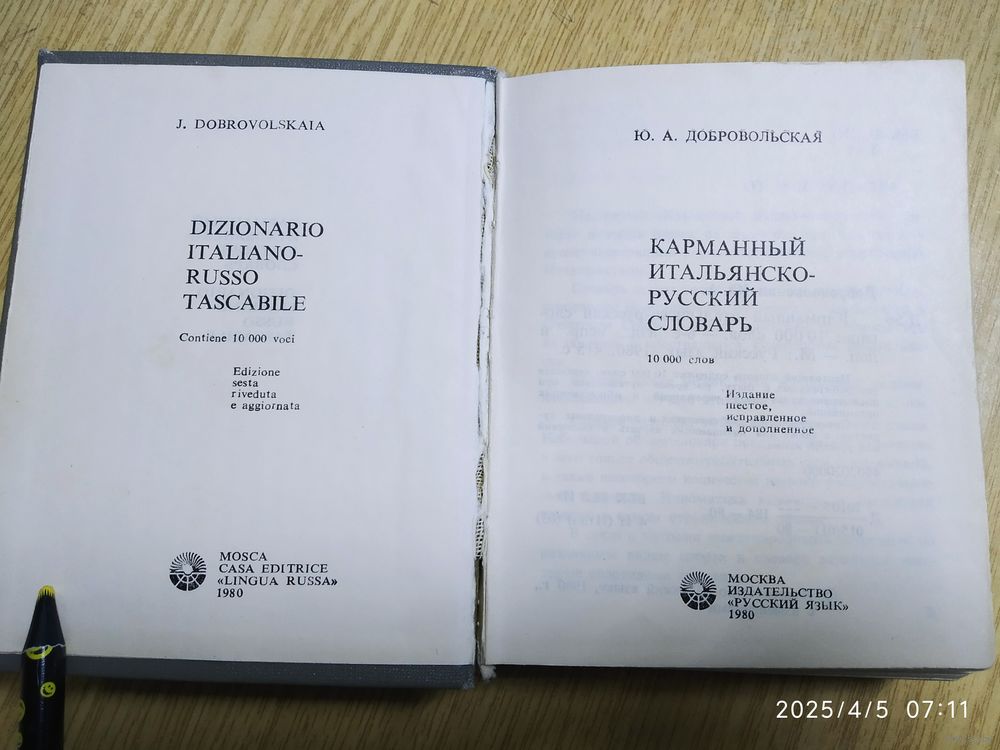 J. DOBROVOLSKAIA
DIZIONARIO
ITALIANO-
RUSSO
TASCABILE
Contiene 10 000 voci
Edizione
sesta
riveduta
e aggiornata
MOSCA
CASA EDITRICE
«LINGUA RUSSA»
1980
Ю. А. ДОБРОВОЛЬСКАЯ
КАРМАННЫЙ
ИТАЛЬЯНСКО-
РУССКИЙ
СЛОВАРЬ
10 000 слов
Издание
шестое,
исправленное
и дополненное
МОСКВА
ИЗДАТЕЛЬСТВО
«РУССКИЙ ЯЗЫК»
1980
2025/4/5 07:11